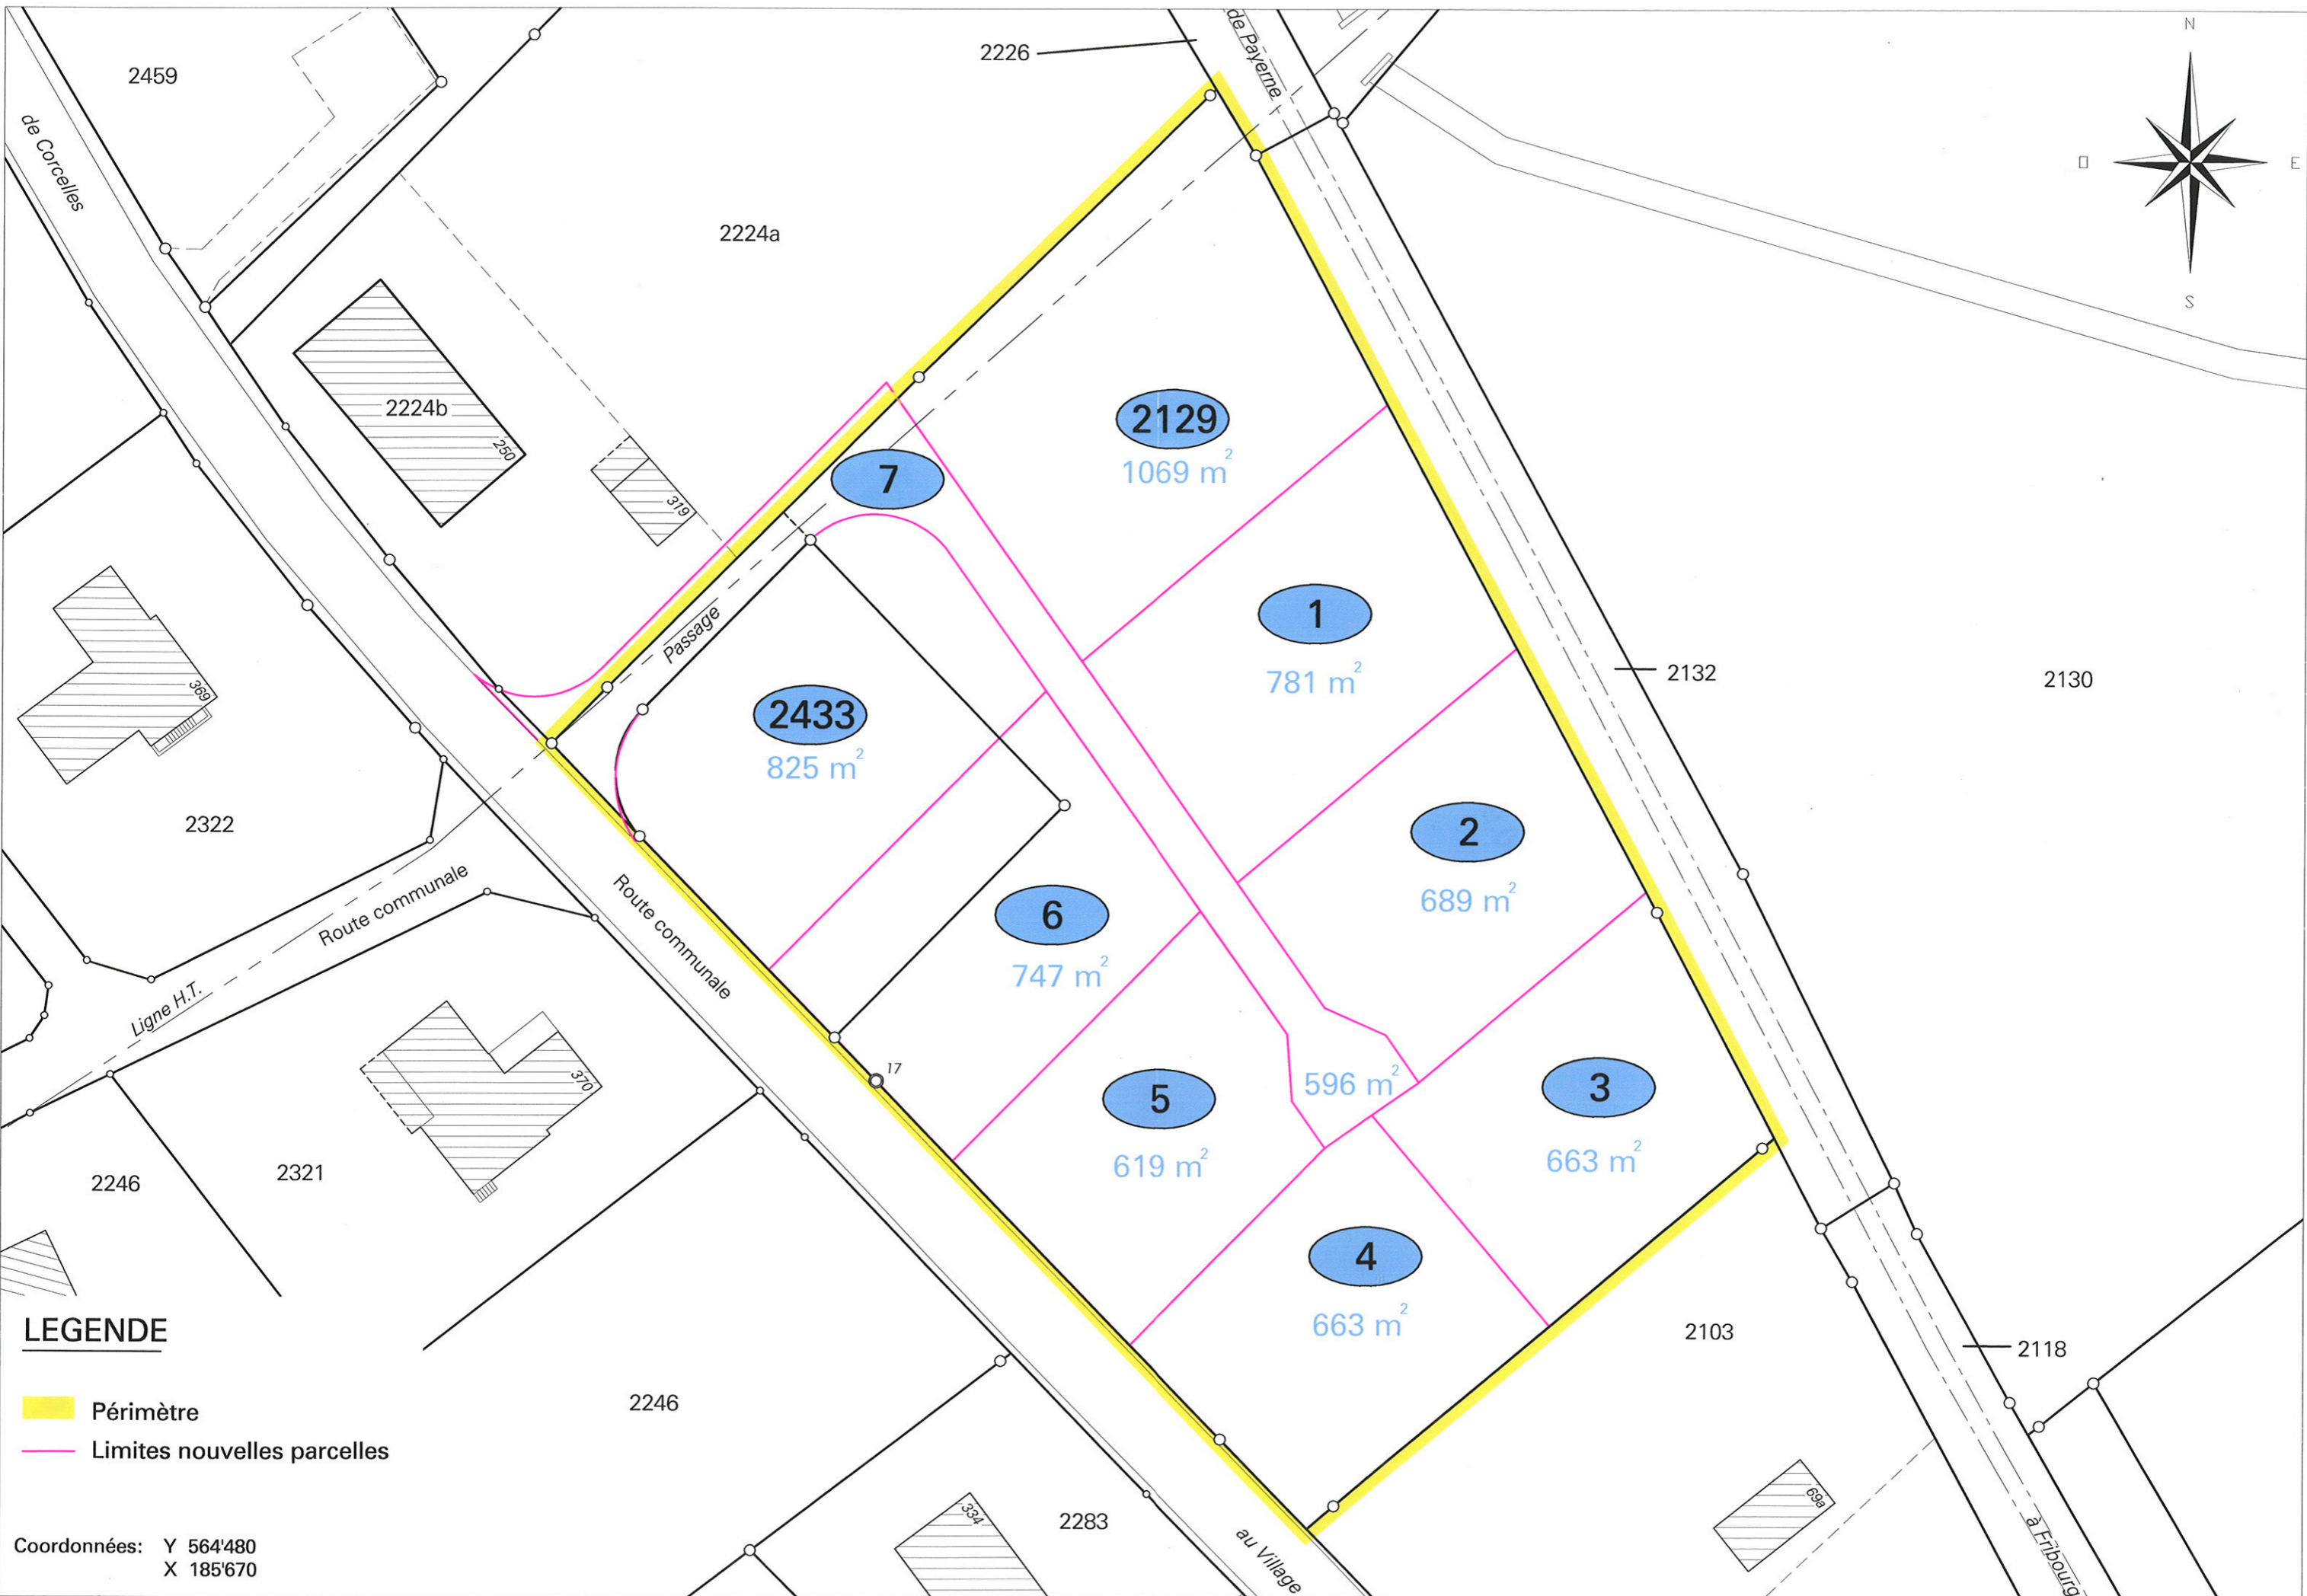 2459
de Corcelles
2226
de Payerne
N
O
E
S
2224a
2224b
250
319
7
2129
1069 m²
1
781 m²
369
Passage
2433
825 m²
2132
2130
2322
Route communale
Route communale
Ligne H.T.
2
689 m²
6
747 m²
17
370
5
619 m²
596 m²
3
663 m²
2246
2321
4
663 m²
2103
2118
LEGENDE
Périmètre
Limites nouvelles parcelles
2246
2283
334
69a
au Village
à Fribourg
Coordonnées: Y 564'480
X 185'670